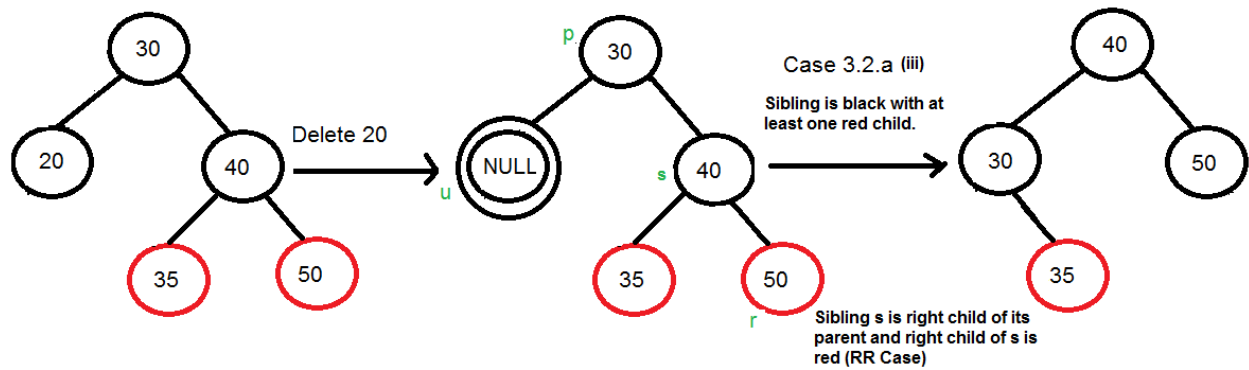 30
20
40
35
50
Delete 20
p
30
NULL
u
s
40
35
50
r
Case 3.2.a (iii)
Sibling is black with at
least one red child.
Sibling s is right child of its
parent and right child of s is
red (RR Case)
40
30
50
35